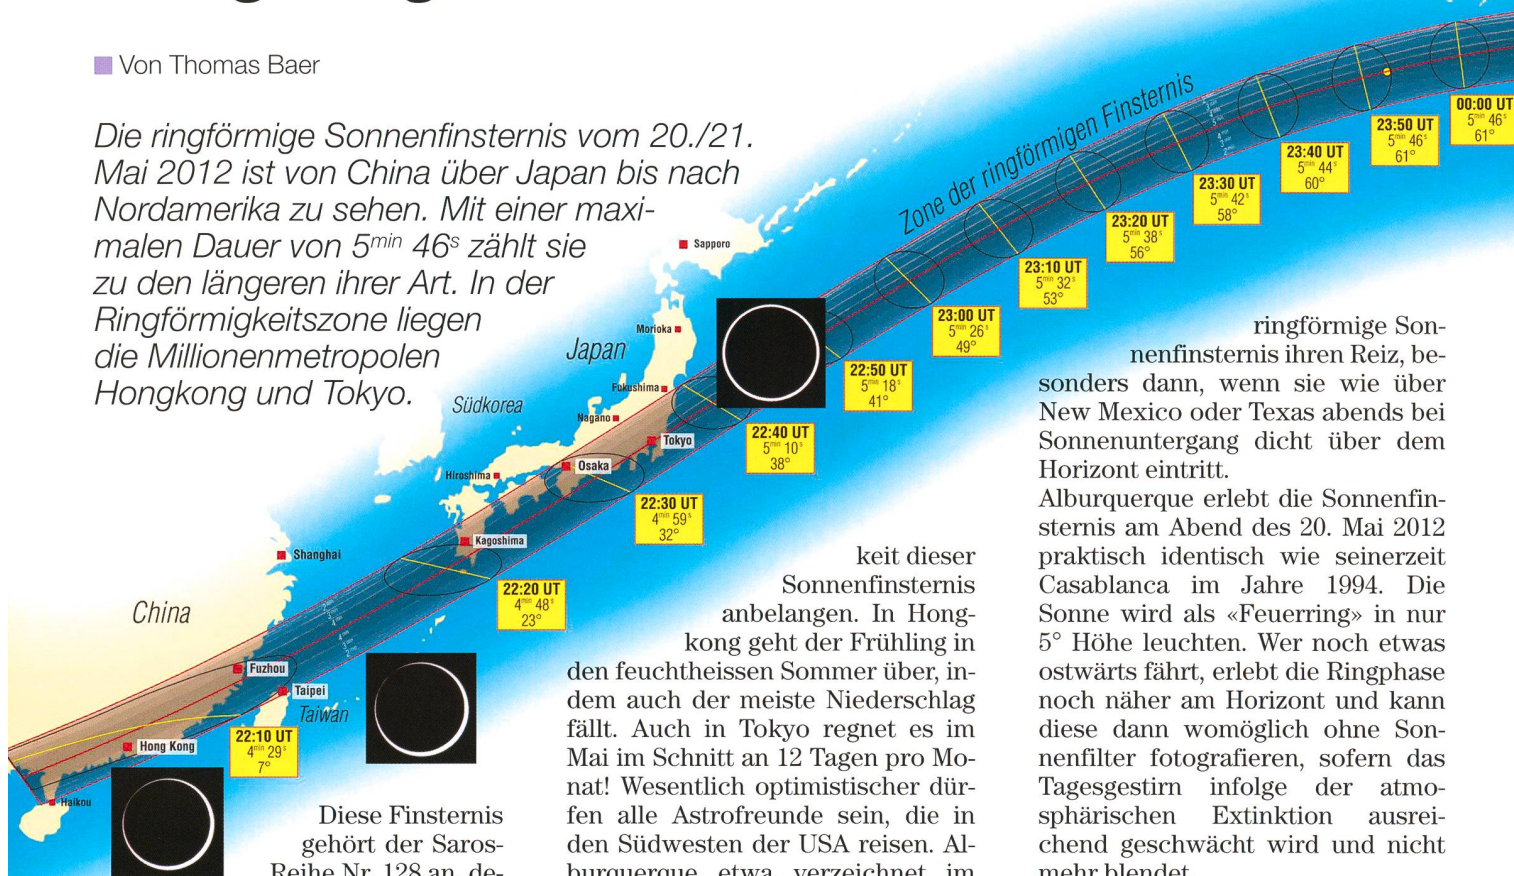 Von Thomas Baer
Die ringförmige Sonnenfinsternis vom 20./21.
Mai 2012 ist von China über Japan bis nach
Nordamerika zu sehen. Mit einer maxi-
malen Dauer von 5min 46s zählt sie
zu den längeren ihrer Art. In der
Ringförmigkeitszone liegen
die Millionenmetropolen
Hongkong und Tokyo.
Zone der ringförmigen Finsternis
00:00 UT
5min 46s
61°
23:50 UT
5min 46s
61°
23:40 UT
5min 44s
60°
23:30 UT
5min 42s
58°
23:20 UT
5min 38s
56°
23:10 UT
5min 32s
53°
23:00 UT
5min 26s
49°
22:50 UT
5min 18s
41°
22:40 UT
5min 10s
38°
22:30 UT
4min 59s
32°
22:20 UT
4min 48s
23°
22:10 UT
4min 29s
7°
Sapporo
Morioka
Japan
Fukushima
Südkorea
Nagano
Tokyo
Osaka
Hiroshima
Kagoshima
Shanghai
China
Fuzhou
Taipei
Taiwan
Hong Kong
Haikou
Diese Finsternis
gehört der Saros-
Reihe Nr. 128 an, de-
keit dieser
Sonnenfinsternis
anbelangen. In Hong-
kong geht der Frühling in
den feuchtheissen Sommer über, in-
dem auch der meiste Niederschlag
fällt. Auch in Tokyo regnet es im
Mai im Schnitt an 12 Tagen pro Mo-
nat! Wesentlich optimistischer dür-
fen alle Astrofreunde sein, die in
den Südwesten der USA reisen. Al-
burquerque etwa verzeichnet im
ringförmige Son-
nenfinsternis ihren Reiz, be-
sonders dann, wenn sie wie über
New Mexico oder Texas abends bei
Sonnenuntergang dicht über dem
Horizont eintritt.
Alburquerque erlebt die Sonnenfin-
sternis am Abend des 20. Mai 2012
praktisch identisch wie seinerzeit
Casablanca im Jahre 1994. Die
Sonne wird als «Feuerring» in nur
5° Höhe leuchten. Wer noch etwas
ostwärts fährt, erlebt die Ringphase
noch näher am Horizont und kann
diese dann womöglich ohne Son-
nenfilter fotografieren, sofern das
Tagesgestirn infolge der atmo-
sphärischen Extinktion ausrei-
chend geschwächt wird und nicht
mehr blendet.